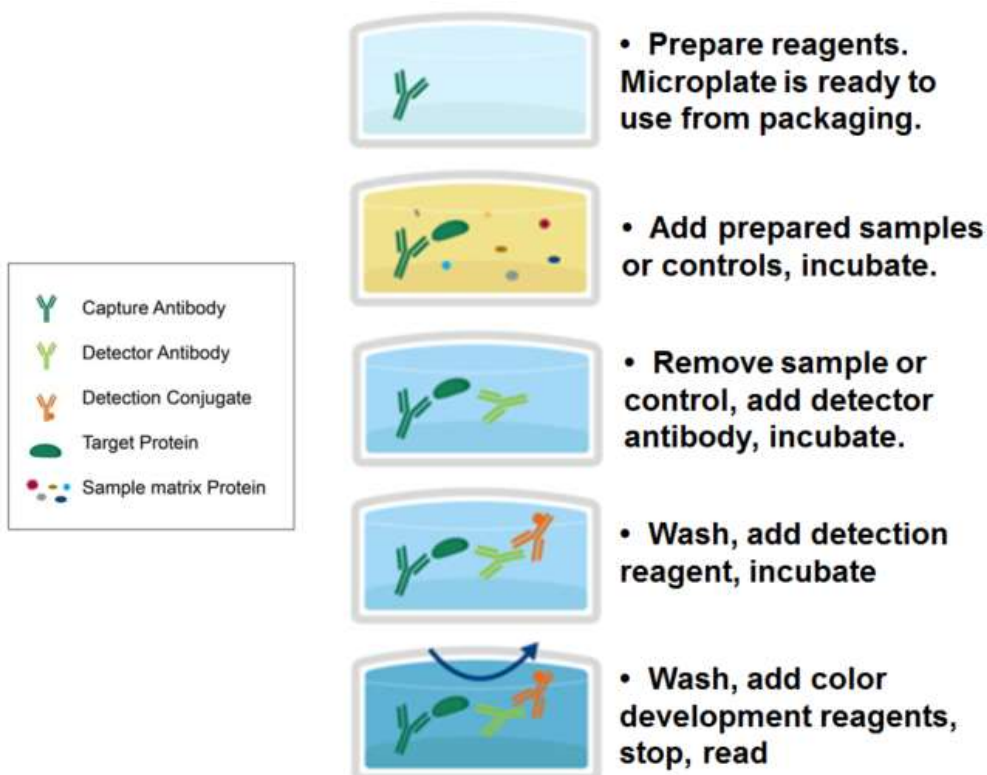 • Prepare reagents.
Microplate is ready to
use from packaging.
• Add prepared samples
or controls, incubate.
Capture Antibody
Detector Antibody
Detection Conjugate
Target Protein
Sample matrix Protein
• Remove sample or
control, add detector
antibody, incubate.
• Wash, add detection
reagent, incubate
• Wash, add color
development reagents,
stop, read